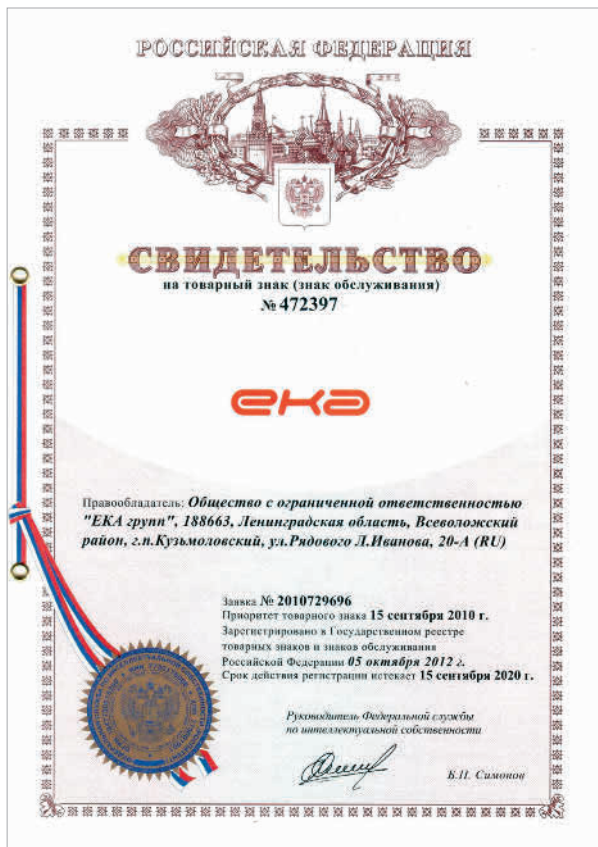 РОССИЙСКАЯ ФЕДЕРАЦИЯ
СВИДЕТЕЛЬСТВО
на товарный знак (знак обслуживания)
№ 472397
ека
Правообладатель: Общество с ограниченной ответственностью
"ЕКА групп", 188663, Ленинградская область, Всеволожский
район, г.п.Кузьмоловский, ул.Рядового Л.Иванова, 20-А (RU)
Заявка № 2010729696
Приоритет товарного знака 15 сентября 2010 г.
Зарегистрировано в Государственном реестре
товарных знаков и знаков обслуживания
Российской Федерации 05 октября 2012 г.
Срок действия регистрации истекает 15 сентября 2020 г.
Руководитель Федеральной службы
по интеллектуальной собственности
Б.П. Симонов